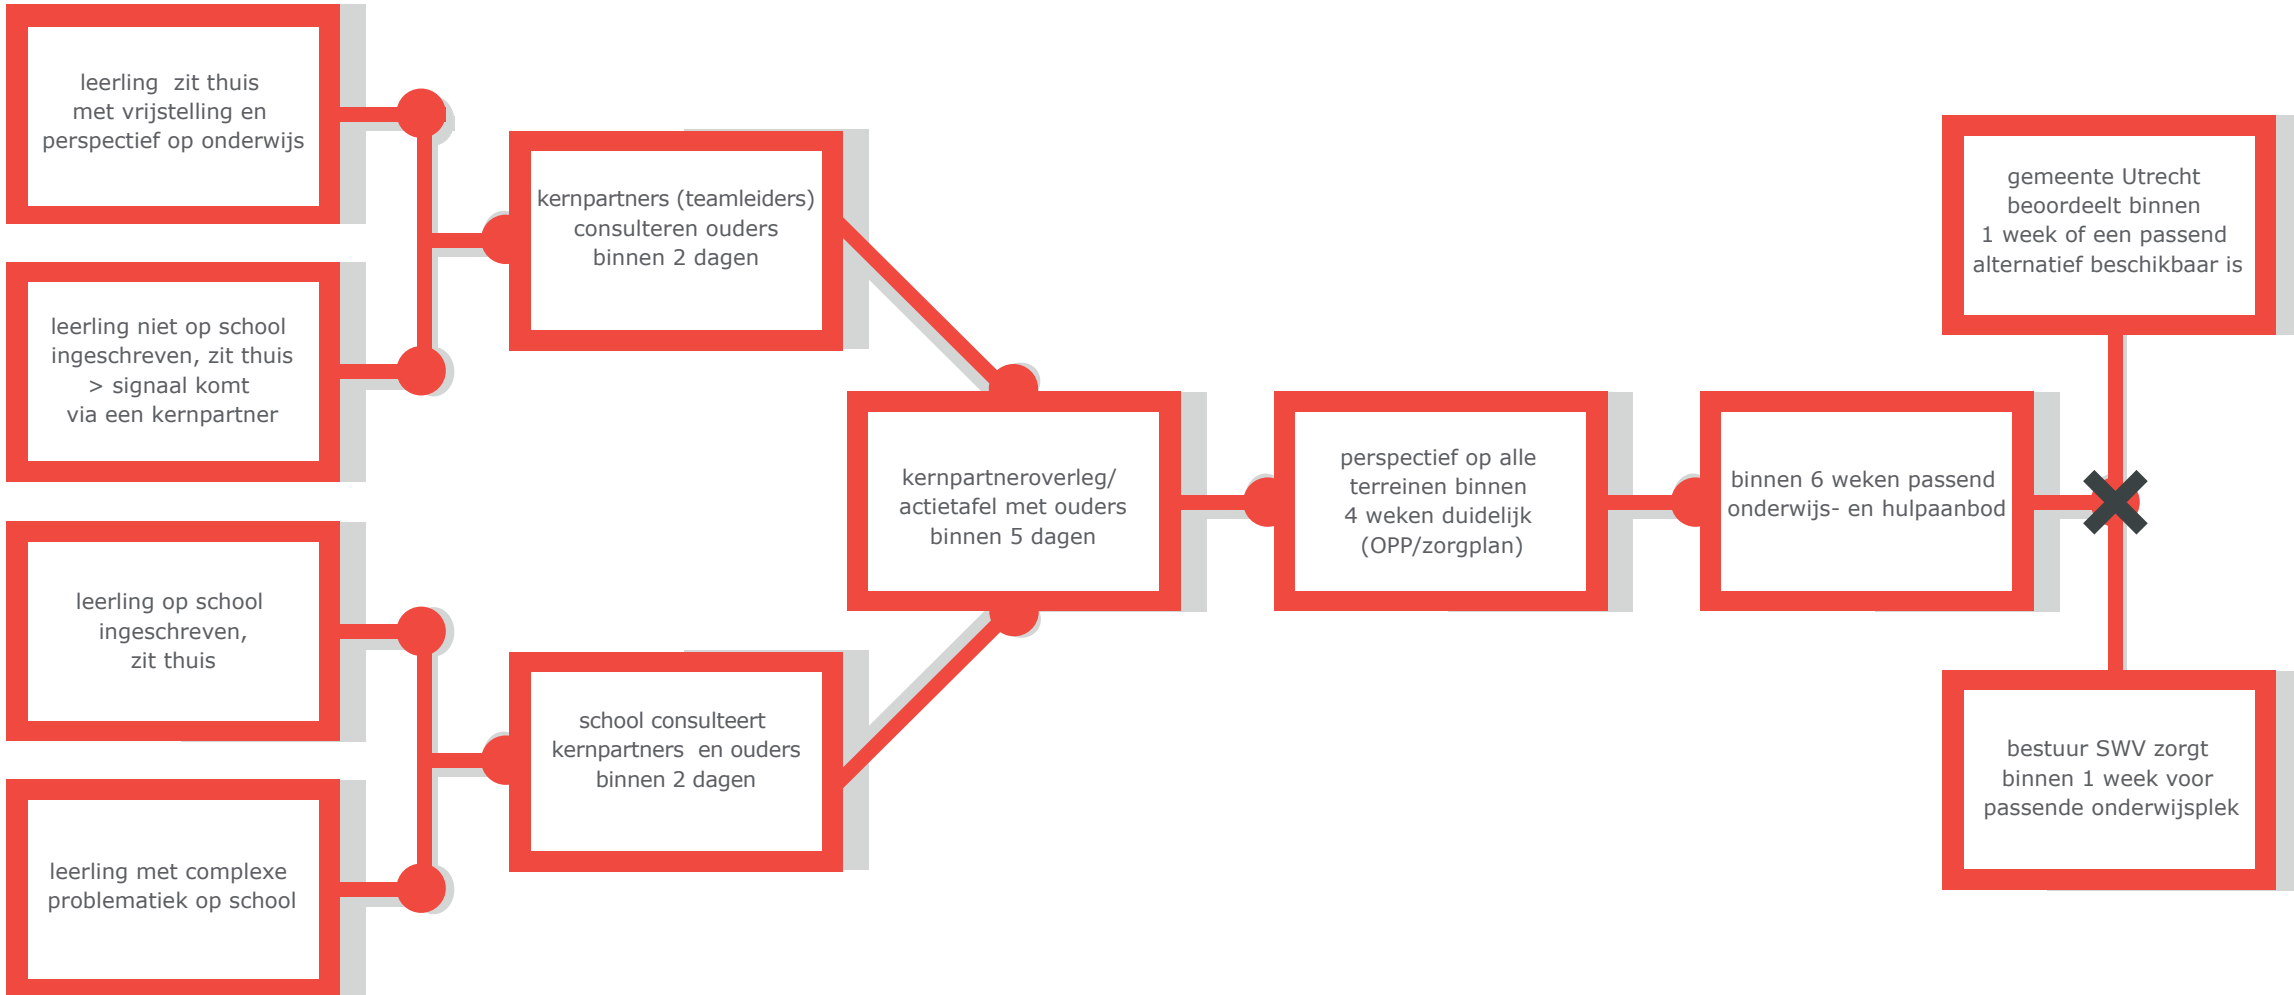 leerling zit thuis
met vrijstelling en
perspectief op onderwijs
leerling niet op school
ingeschreven, zit thuis
> signaal komt
via een kernpartner
leerling op school
ingeschreven,
zit thuis
leerling met complexe
problematiek op school
kernpartners (teamleiders)
consulteren ouders
binnen 2 dagen
school consulteert
kernpartners en ouders
binnen 2 dagen
kernpartneroverleg/
actietafel met ouders
binnen 5 dagen
perspectief op alle
terreinen binnen
4 weken duidelijk
(OPP/zorgplan)
binnen 6 weken passend
onderwijs- en hulpaanbod
gemeente Utrecht
beoordeelt binnen
1 week of een passend
alternatief beschikbaar is
bestuur SWV zorgt
binnen 1 week voor
passende onderwijsplek